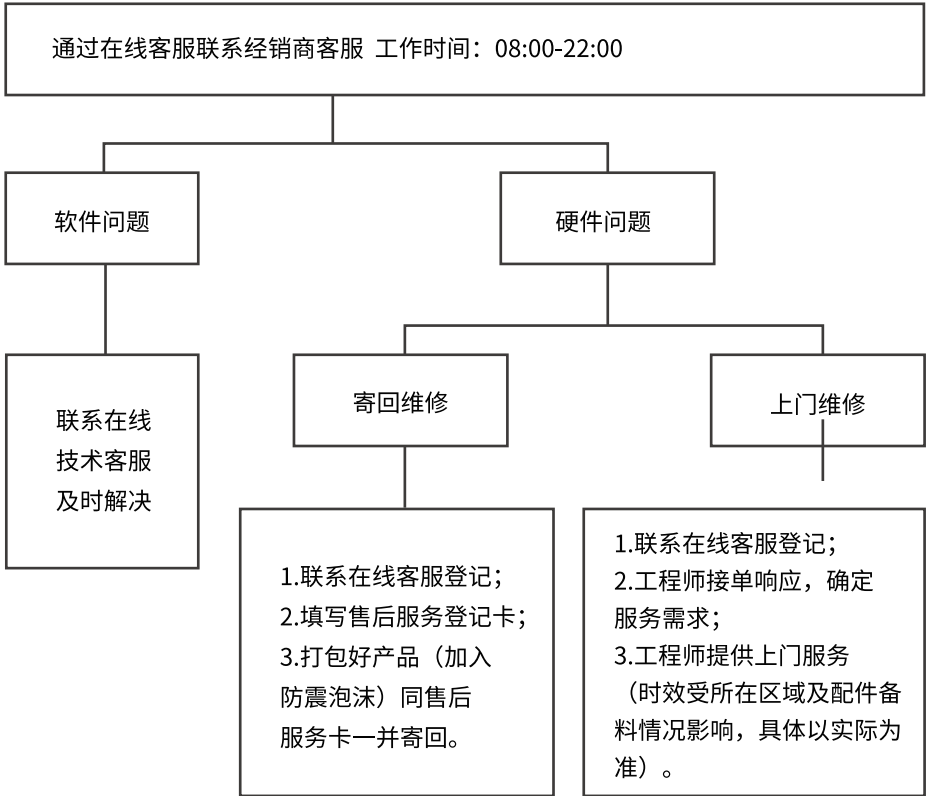 通过在线客服联系经销商客服 工作时间：08:00-22:00
软件问题
硬件问题
联系在线
技术客服
及时解决
寄回维修
上门维修
1.联系在线客服登记；
2.填写售后服务登记卡；
3.打包好产品（加入
防震泡沫）同售后
服务卡一并寄回。
1.联系在线客服登记；
2.工程师接单响应，确定
服务需求；
3.工程师提供上门服务
（时效受所在区域及配件备
料情况影响，具体以实际为
准）。